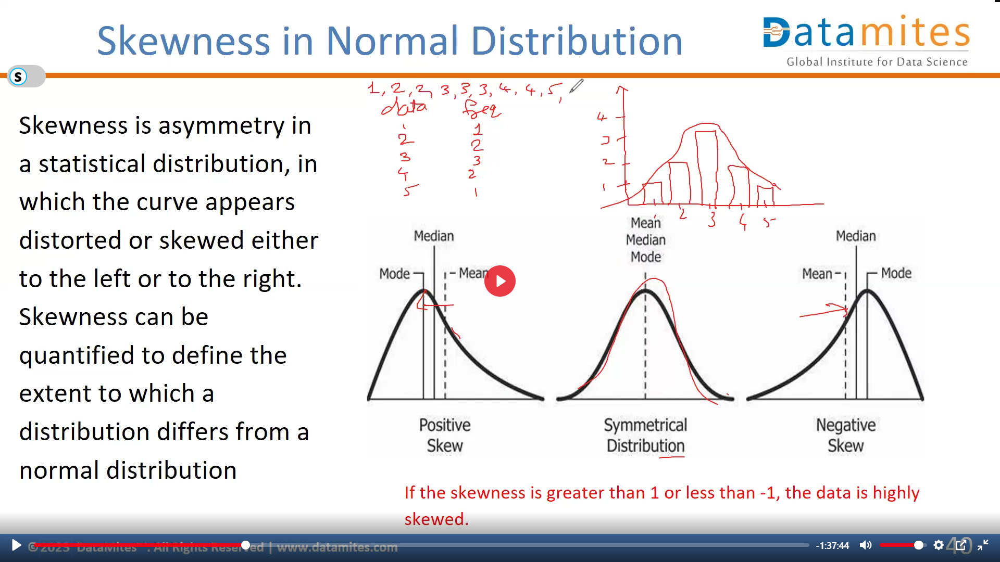 Skewness in Normal Distribution
Datamites
Global Institute for Data Science
S
1, 2, 2, 3, 3, 3, 4, 4, 5,
data freq
1 1
2 2
3 3
4 2
5 1
4
3
2
1
1 2 3 4 5
Skewness is asymmetry in
a statistical distribution, in
which the curve appears
distorted or skewed either
to the left or to the right.
Skewness can be
quantified to define the
extent to which a
distribution differs from a
normal distribution
Median
Mode
Mean
Positive
Skew
Mean
Median
Mode
Symmetrical
Distribution
Median
Mean
Mode
Negative
Skew
If the skewness is greater than 1 or less than -1, the data is highly
skewed.
© 2023 DataMites™. All Rights Reserved | www.datamites.com
-1:37:44
40